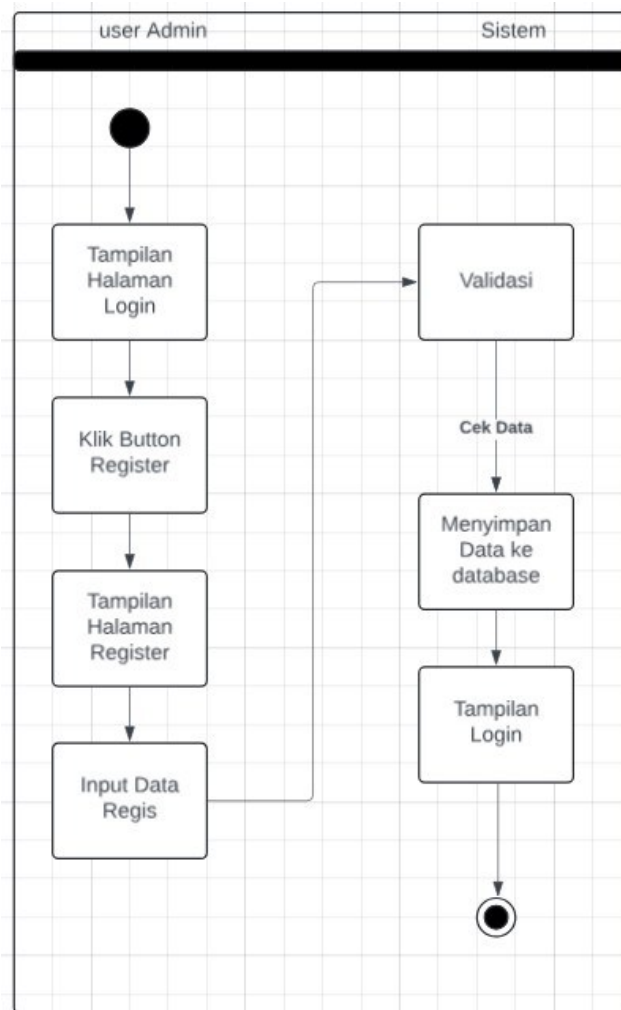 user Admin
Sistem
Tampilan
Halaman
Login
Klik Button
Register
Tampilan
Halaman
Register
Input Data
Regis
Validasi
Cek Data
Menyimpan
Data ke
database
Tampilan
Login